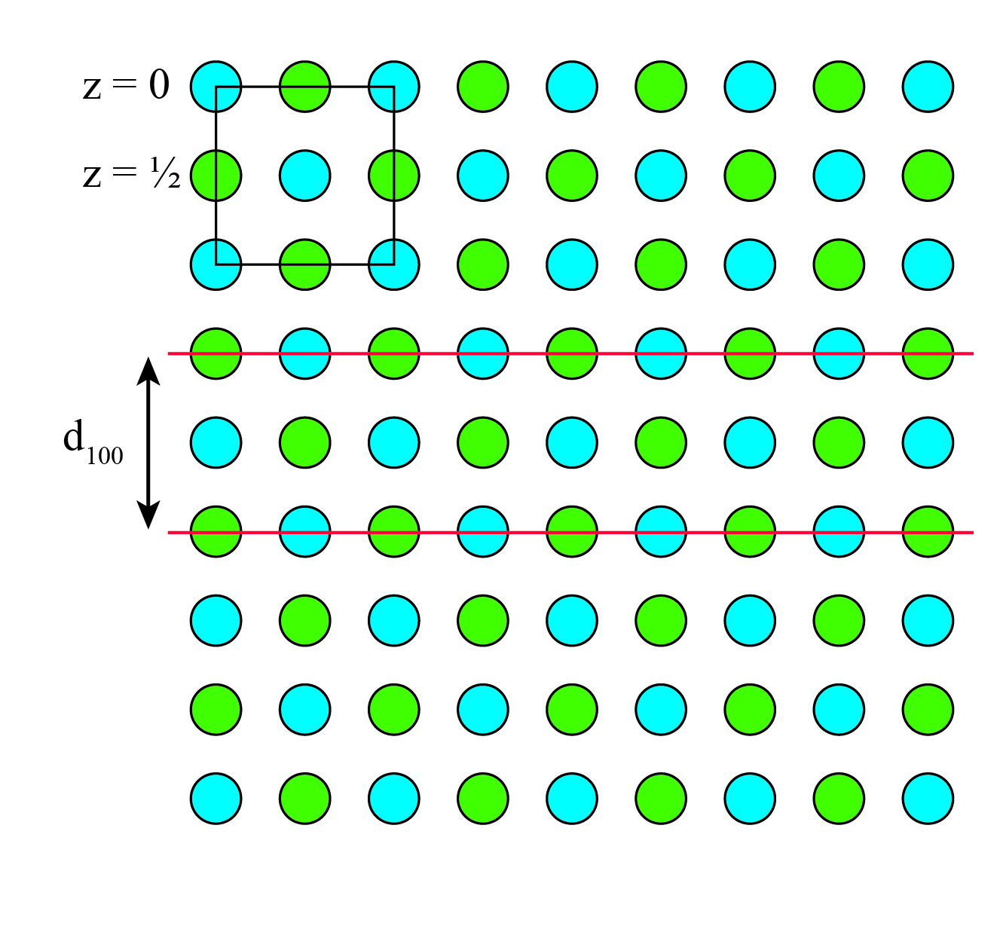 z = 0
z = ½
d₁₀₀